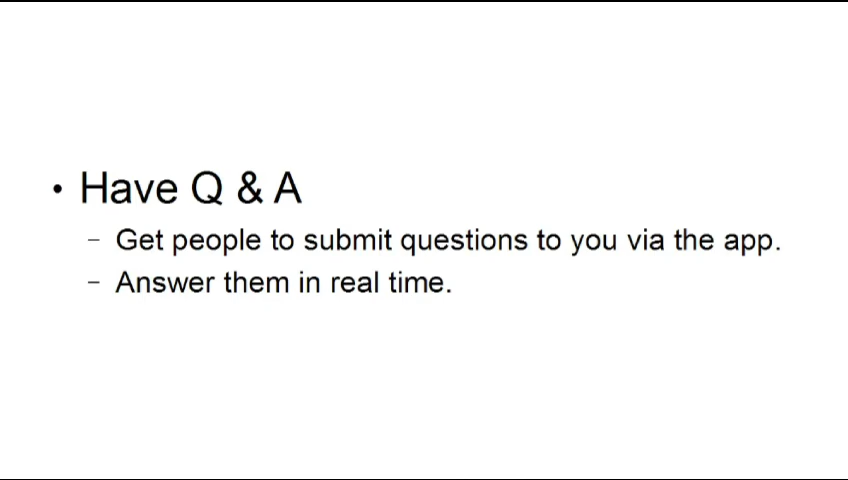 • Have Q & A
– Get people to submit questions to you via the app.
– Answer them in real time.